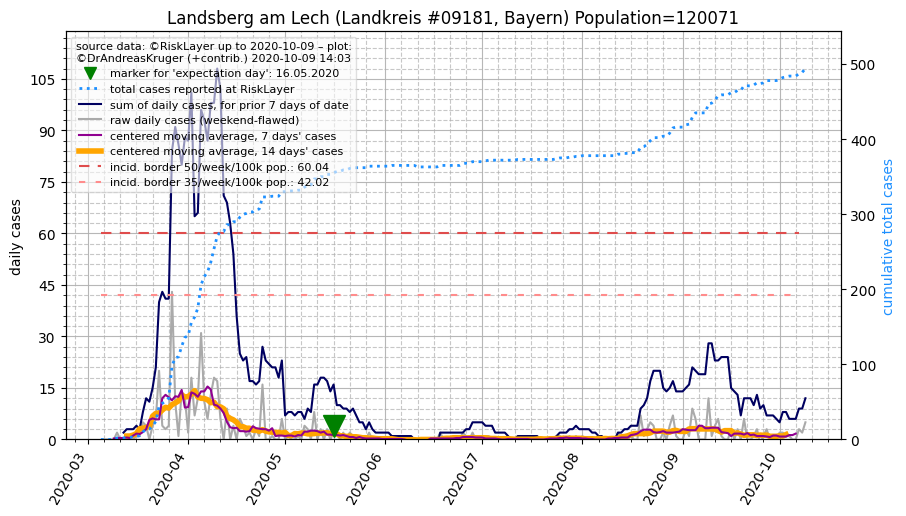 Landsberg am Lech (Landkreis #09181, Bayern) Population=120071
source data: ©RiskLayer up to 2020-10-09 – plot:
©DrAndreasKruger (+contrib.) 2020-10-09 14:03
marker for 'expectation day': 16.05.2020
total cases reported at RiskLayer
sum of daily cases, for prior 7 days of date
raw daily cases (weekend-flawed)
centered moving average, 7 days' cases
centered moving average, 14 days' cases
incid. border 50/week/100k pop.: 60.04
incid. border 35/week/100k pop.: 42.02
daily cases
105
90
75
60
45
30
15
0
cumulative total cases
500
400
300
200
100
0
2020-03
2020-04
2020-05
2020-06
2020-07
2020-08
2020-09
2020-10